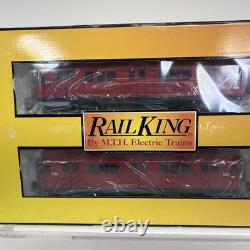 RAILKING
By M.T.H. Electric Trains